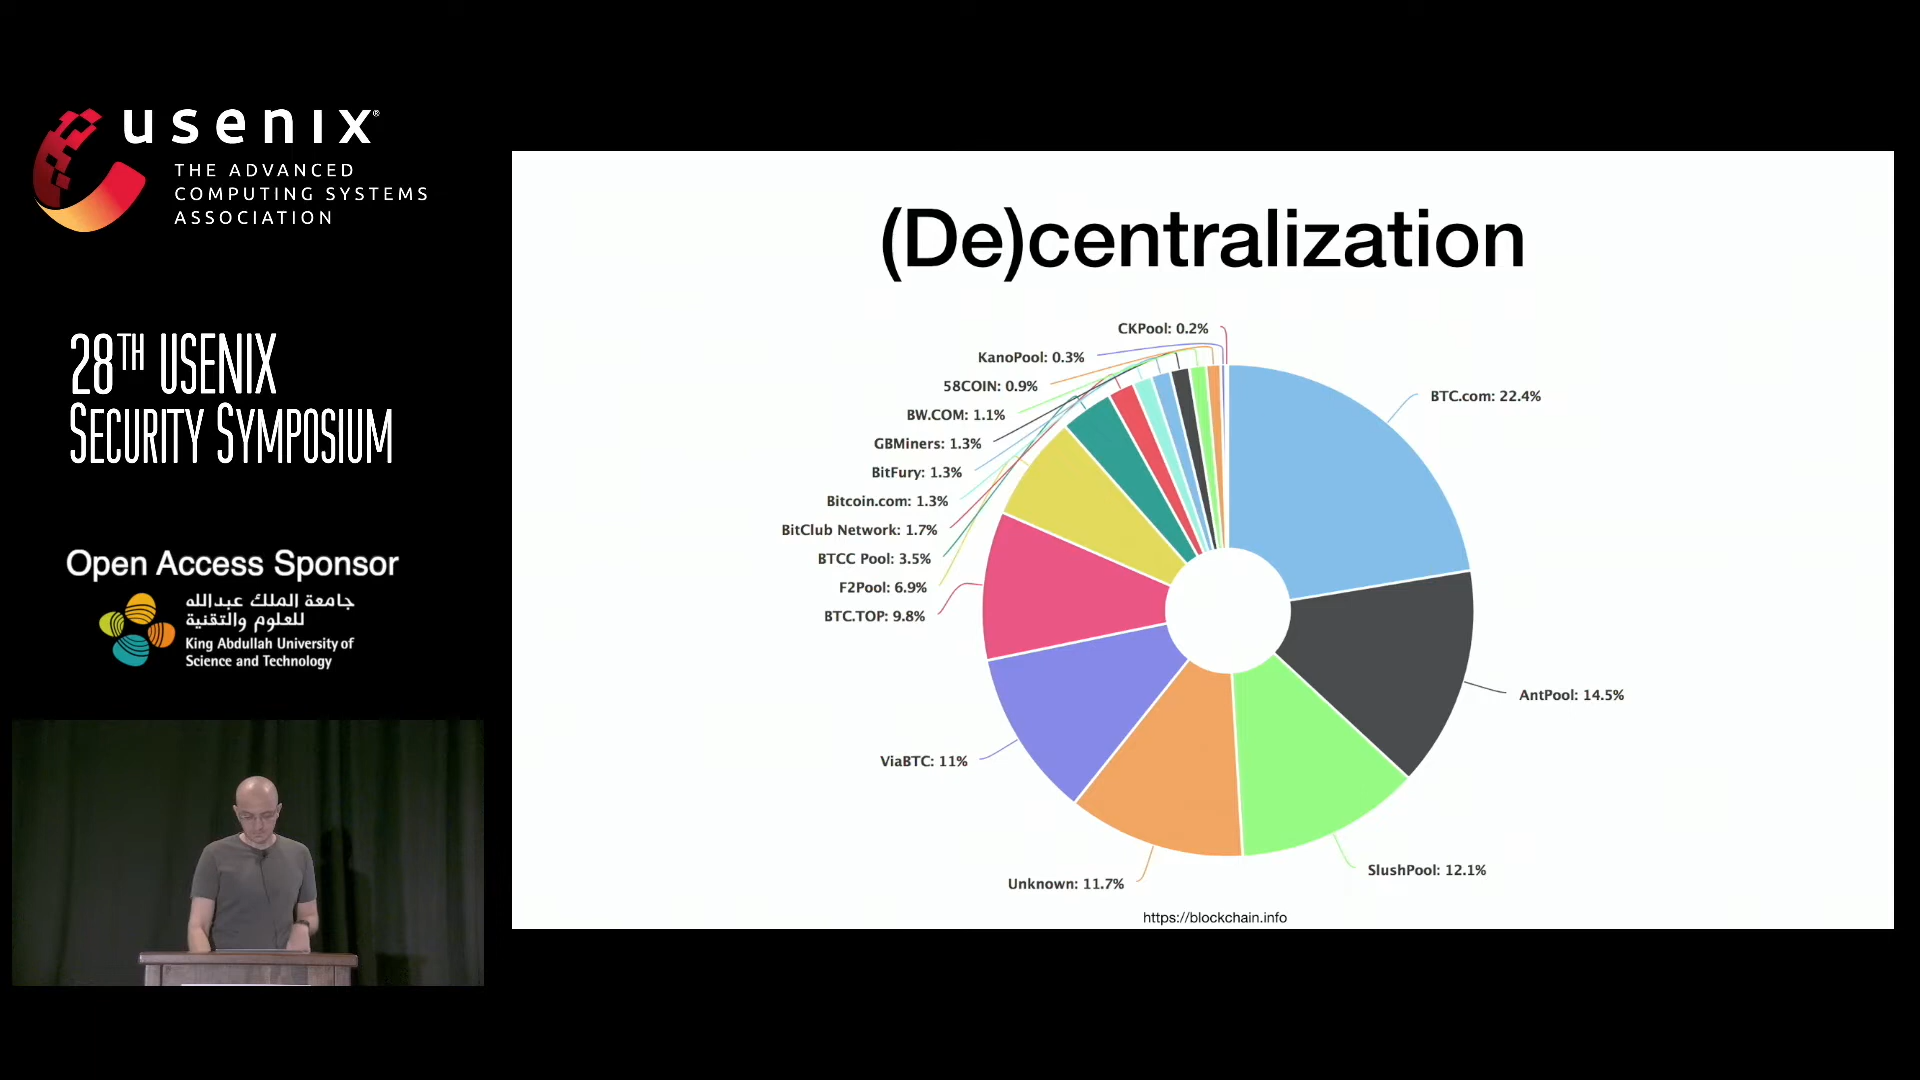 usenix®
THE ADVANCED
COMPUTING SYSTEMS
ASSOCIATION
28TH USENIX
SECURITY SYMPOSIUM
Open Access Sponsor
جامعة الملك عبدالله
للعلوم والتقنية
King Abdullah University of
Science and Technology
(De)centralization
CKPool: 0.2%
KanoPool: 0.3%
58COIN: 0.9%
BW.COM: 1.1%
GBMiners: 1.3%
BitFury: 1.3%
Bitcoin.com: 1.3%
BitClub Network: 1.7%
BTCC Pool: 3.5%
F2Pool: 6.9%
BTC.TOP: 9.8%
ViaBTC: 11%
Unknown: 11.7%
BTC.com: 22.4%
AntPool: 14.5%
SlushPool: 12.1%
https://blockchain.info